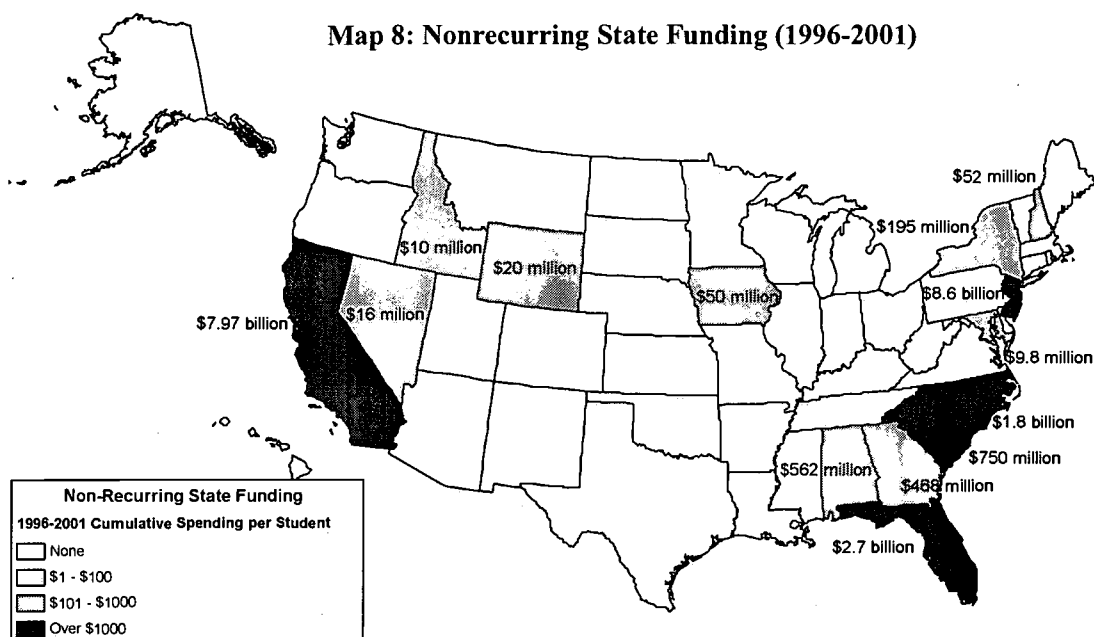 Map 8: Nonrecurring State Funding (1996-2001)
$52 million
$195 million
$10 million
$20 million
$50 million
$8.6 billion
$7.97 billion
$16 milion
$9.8 million
$1.8 billion
$750 million
$562 million
$468 million
$2.7 billion
Non-Recurring State Funding
1996-2001 Cumulative Spending per Student
None
$1 - $100
$101 - $1000
Over $1000